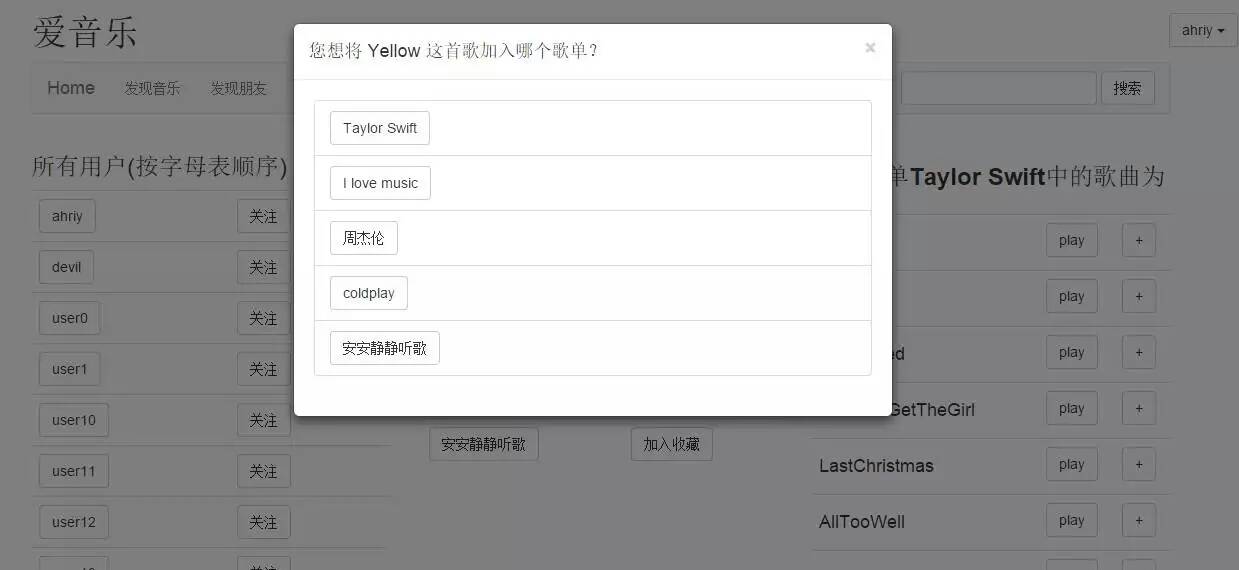 爱音乐
ahriy
Home 发现音乐 发现朋友
搜索
您想将 Yellow 这首歌加入哪个歌单?
×
Taylor Swift
I love music
周杰伦
coldplay
安安静静听歌
所有用户(按字母表顺序)
ahriy 关注
devil 关注
user0 关注
user1 关注
user10 关注
user11 关注
user12 关注
安安静静听歌 加入收藏
单Taylor Swift中的歌曲为
play +
play +
ed play +
GetTheGirl play +
LastChristmas play +
AllTooWell play +